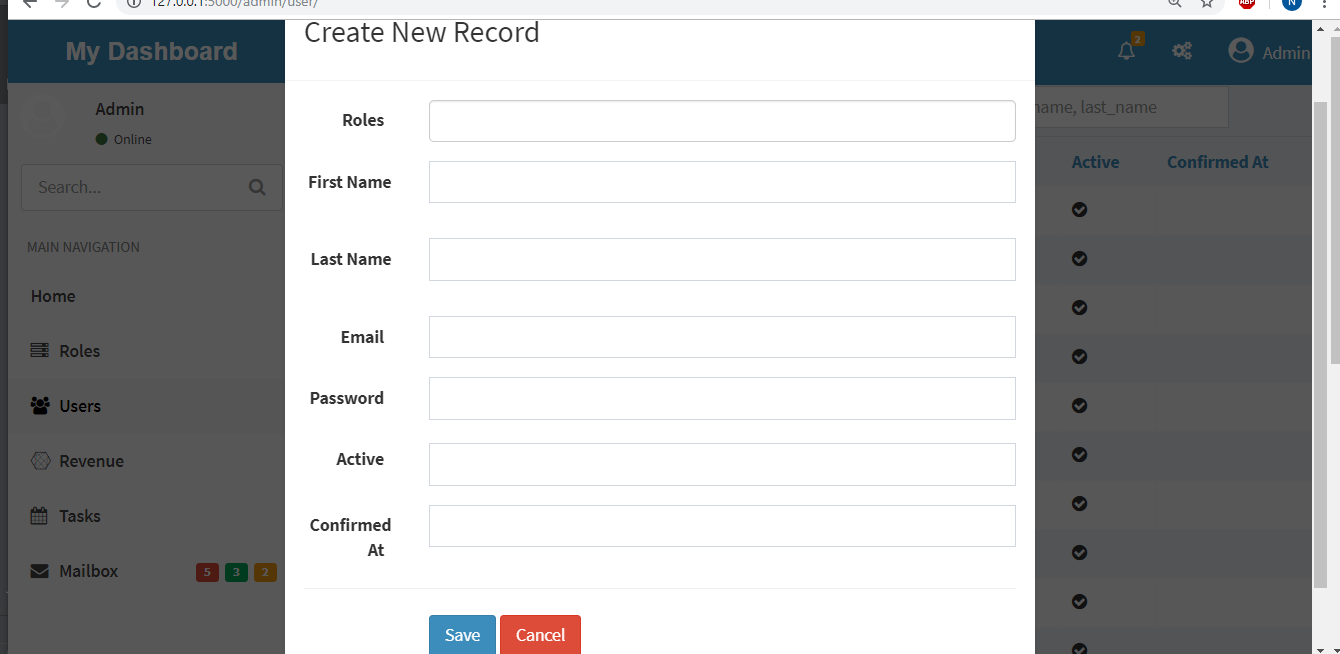 127.0.0.1:5000/admin/user/
ABP
N
My Dashboard
2
Admin
Admin
Online
Search...
MAIN NAVIGATION
Home
Roles
Users
Revenue
Tasks
Mailbox 5 3 2
Create New Record
Roles
First Name
Last Name
Email
Password
Active
Confirmed
At
Save Cancel
name, last_name
Active Confirmed At